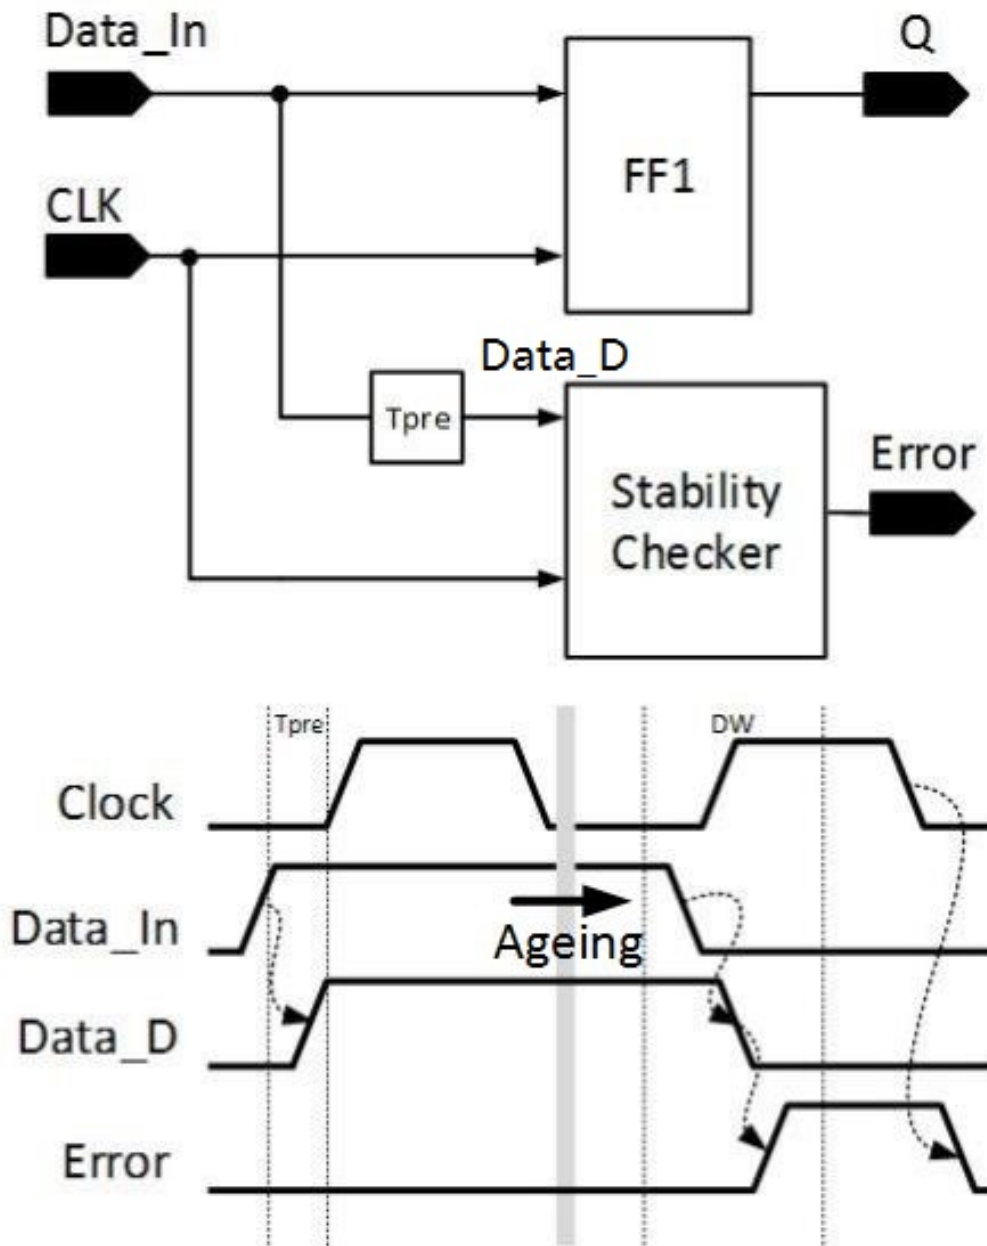 Data_In
Q
FF1
CLK
Data_D
Tpre
Error
Stability
Checker
Tpre
DW
Clock
Data_In
Ageing
Data_D
Error